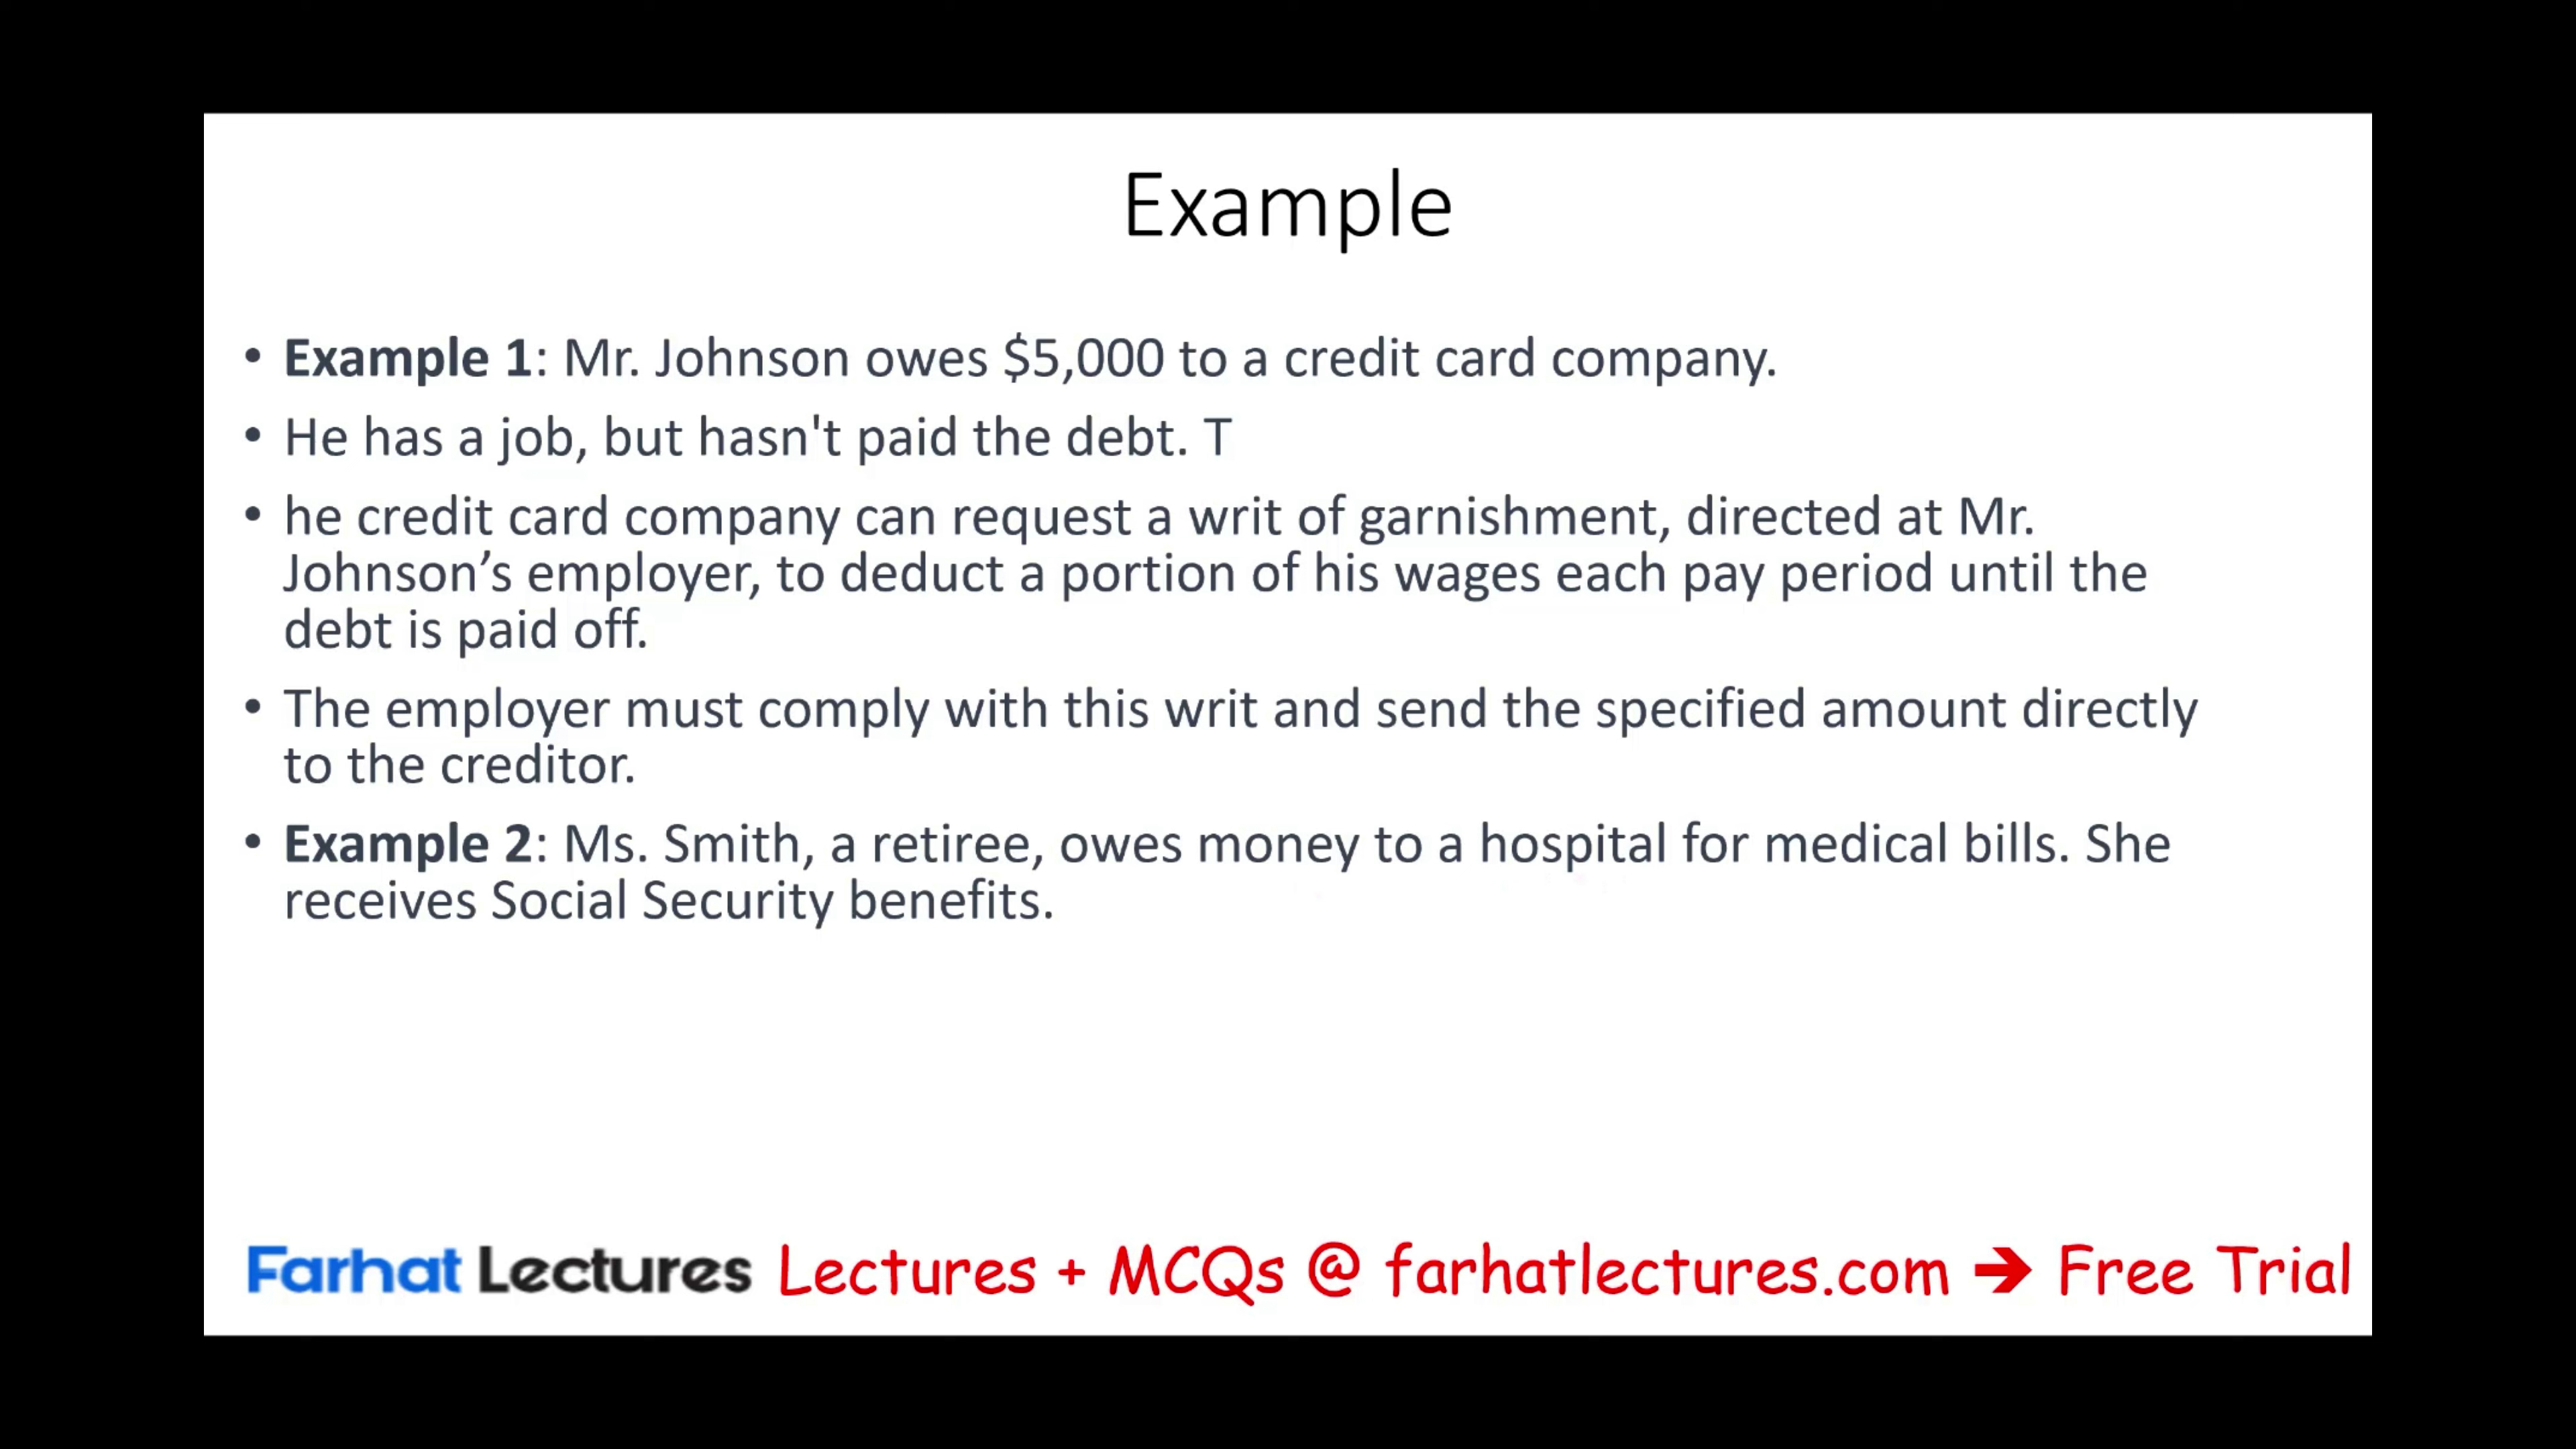 Example
• Example 1: Mr. Johnson owes $5,000 to a credit card company.
• He has a job, but hasn't paid the debt. T
• he credit card company can request a writ of garnishment, directed at Mr.
Johnson’s employer, to deduct a portion of his wages each pay period until the
debt is paid off.
• The employer must comply with this writ and send the specified amount directly
to the creditor.
• Example 2: Ms. Smith, a retiree, owes money to a hospital for medical bills. She
receives Social Security benefits.
Farhat Lectures Lectures + MCQs @ farhatlectures.com ➔ Free Trial